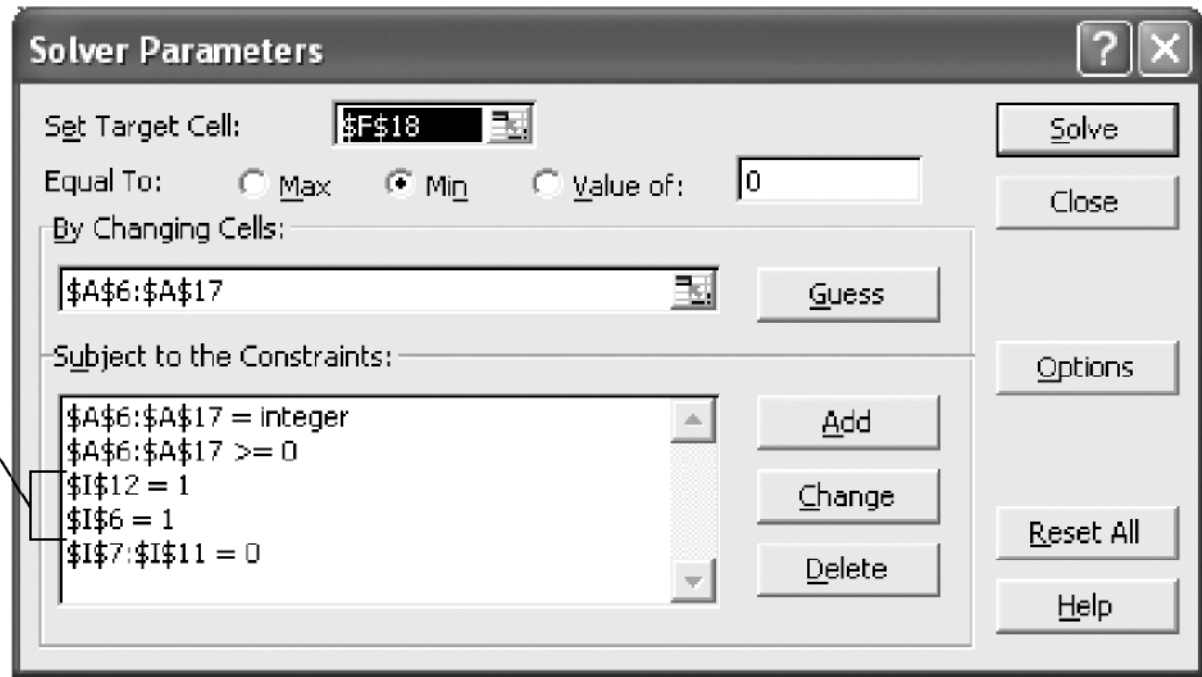 Solver Parameters
Set Target Cell: $F$18
Solve
Equal To: Max Min Value of: 0
Close
By Changing Cells:
$A$6:$A$17
Guess
Subject to the Constraints:
Options
$A$6:$A$17 = integer
$A$6:$A$17 >= 0
$I$12 = 1
$I$6 = 1
$I$7:$I$11 = 0
Add
Change
Delete
Reset All
Help